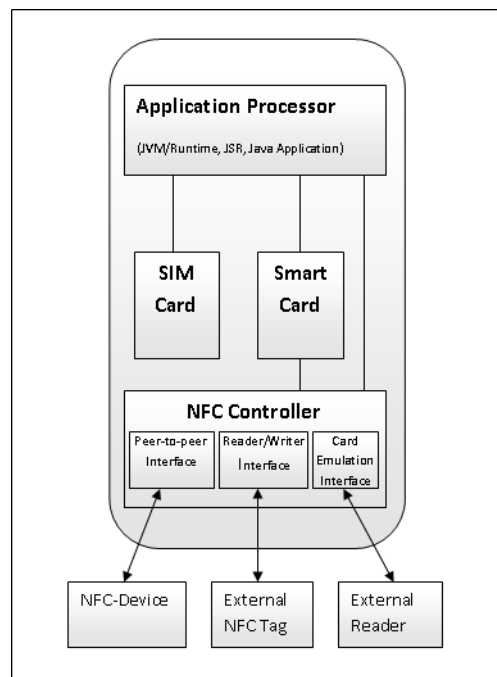 Application Processor
(JVM/Runtime, JSR, Java Application)
SIM
Card
Smart
Card
NFC Controller
Peer-to-peer
Interface
Reader/Writer
Interface
Card
Emulation
Interface
NFC-Device
External
NFC Tag
External
Reader